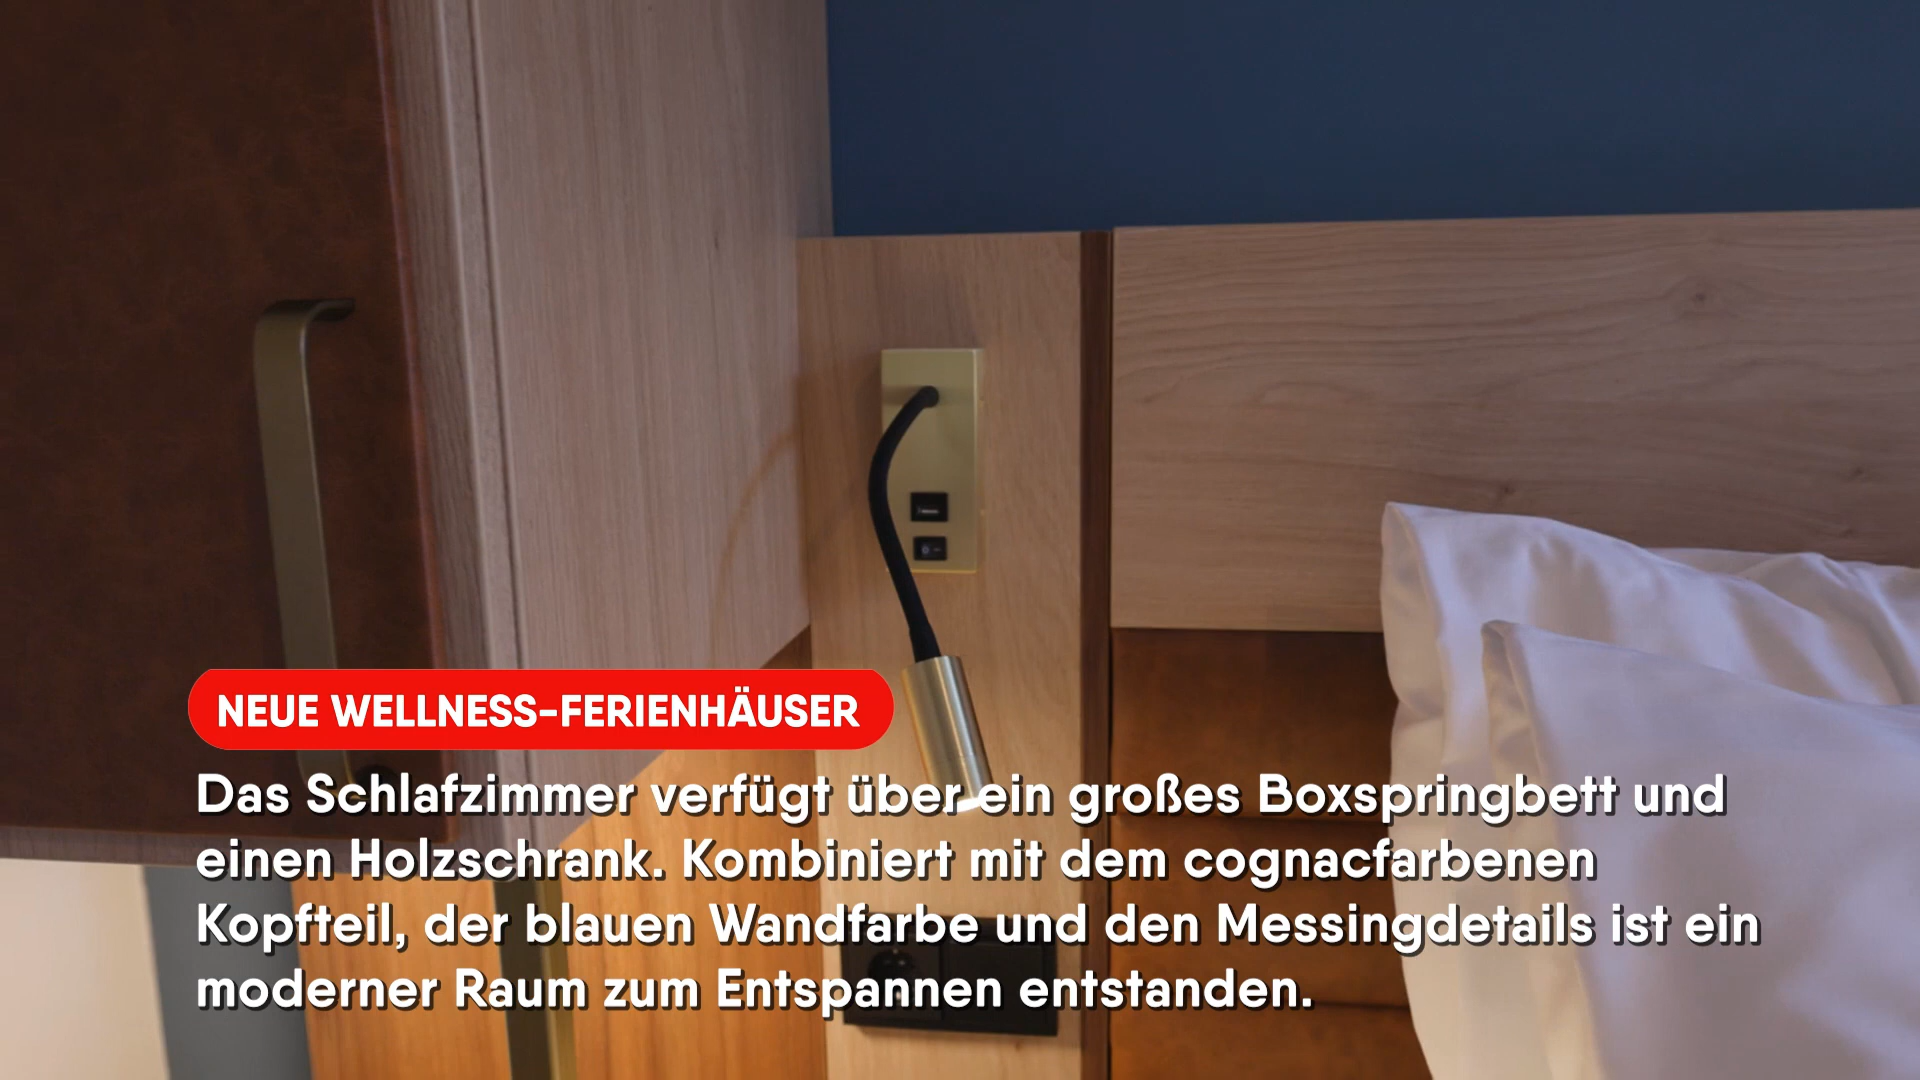 NEUE WELLNESS-FERIENHÄUSER
Das Schlafzimmer verfügt über ein großes Boxspringbett und
einen Holzschrank. Kombiniert mit dem cognacfarbenen
Kopfteil, der blauen Wandfarbe und den Messingdetails ist ein
moderner Raum zum Entspannen entstanden.